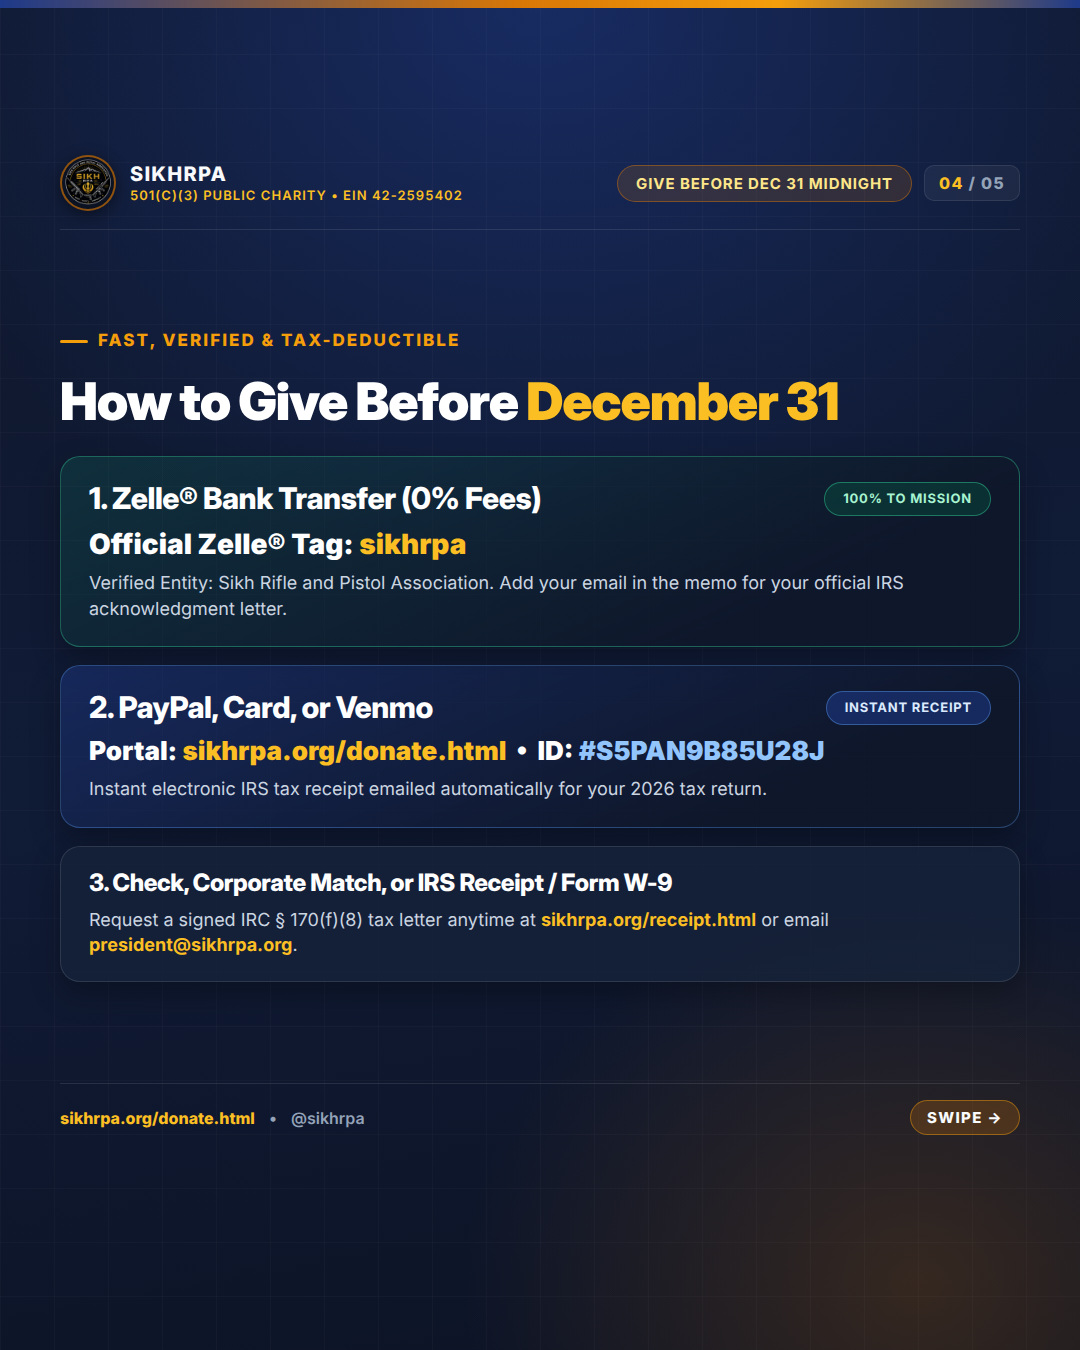 SIKH
SIKHRPA
501(C)(3) PUBLIC CHARITY • EIN 42-2595402
GIVE BEFORE DEC 31 MIDNIGHT
04 / 05
FAST, VERIFIED & TAX-DEDUCTIBLE
How to Give Before December 31
1. Zelle® Bank Transfer (0% Fees)
100% TO MISSION
Official Zelle® Tag: sikhrpa
Verified Entity: Sikh Rifle and Pistol Association. Add your email in the memo for your official IRS
acknowledgment letter.
2. PayPal, Card, or Venmo
INSTANT RECEIPT
Portal: sikhrpa.org/donate.html • ID: #S5PAN9B85U28J
Instant electronic IRS tax receipt emailed automatically for your 2026 tax return.
3. Check, Corporate Match, or IRS Receipt / Form W-9
Request a signed IRC § 170(f)(8) tax letter anytime at sikhrpa.org/receipt.html or email
president@sikhrpa.org.
sikhrpa.org/donate.html • @sikhrpa
SWIPE →